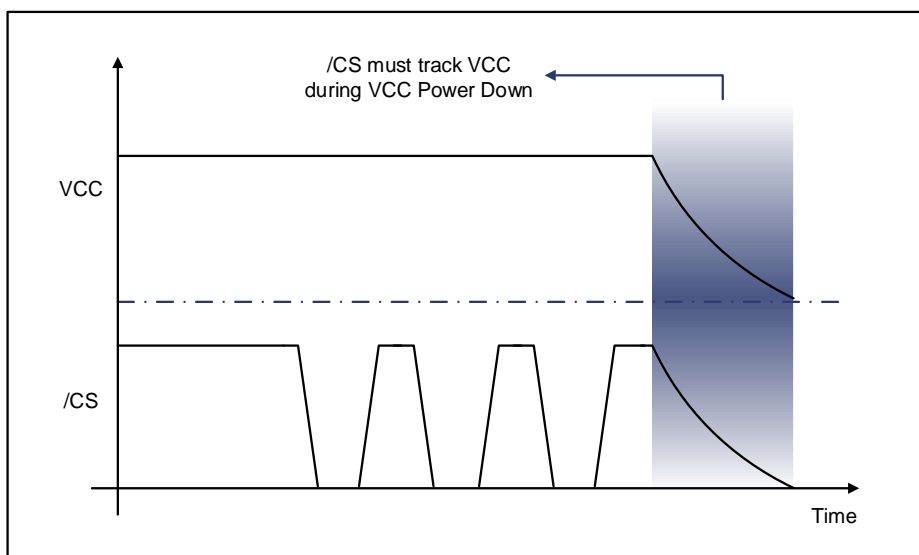 /CS must track VCC
during VCC Power Down
VCC
/CS
Time